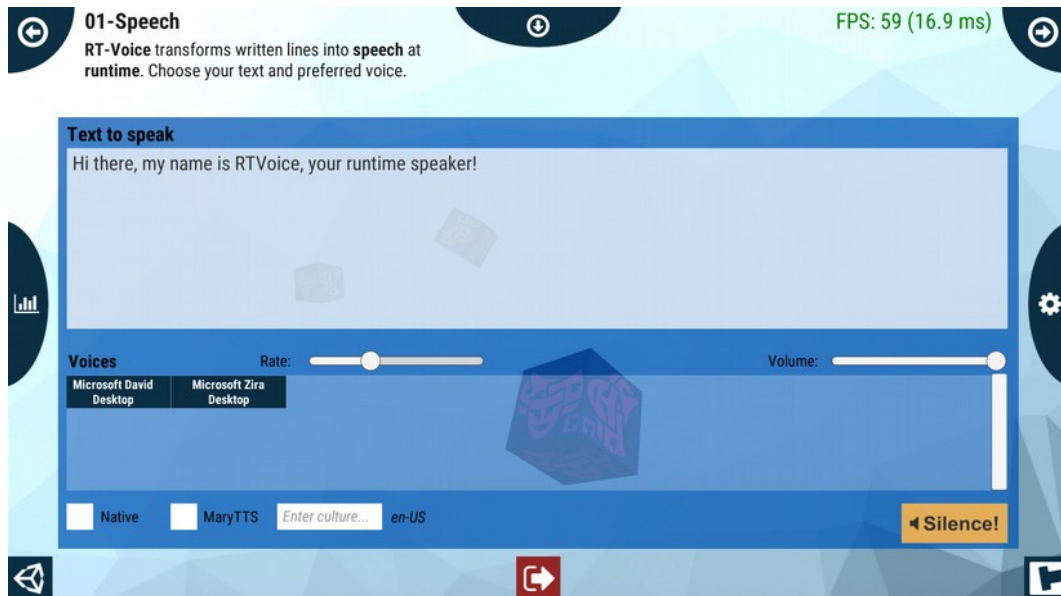 01-Speech
FPS: 59 (16.9 ms)
RT-Voice transforms written lines into speech at
runtime. Choose your text and preferred voice.
Text to speak
Hi there, my name is RTVoice, your runtime speaker!
Voices
Rate:
Volume:
Microsoft David
Desktop
Microsoft Zira
Desktop
Native
MaryTTS
Enter culture...
en-US
Silence!